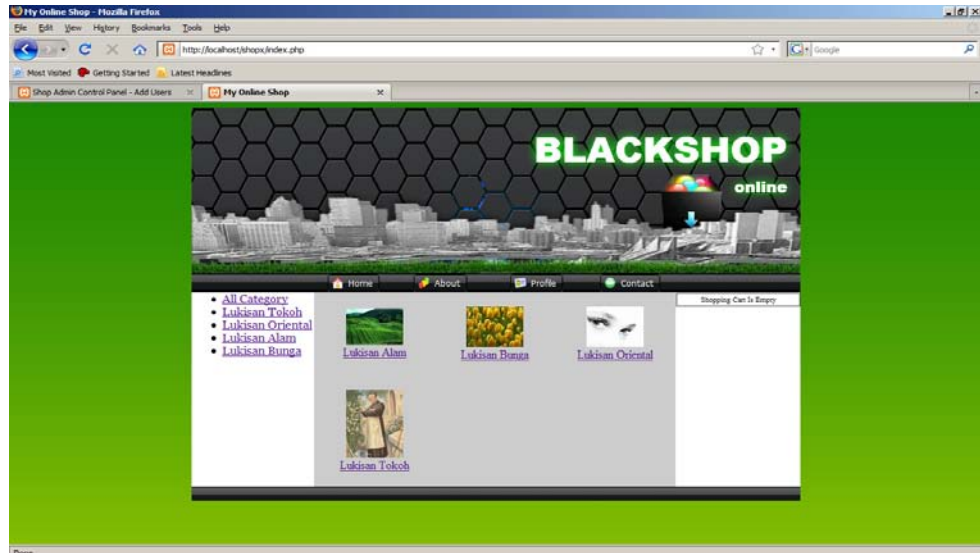 My Online Shop - Mozilla Firefox
File Edit View History Bookmarks Tools Help
http://localhost/shopx/index.php
Google
Most Visited Getting Started Latest Headlines
Shop Admin Control Panel - Add Users
My Online Shop
BLACKSHOP
online
Home About Profile Contact
All Category
Lukisan Tokoh
Lukisan Oriental
Lukisan Alam
Lukisan Bunga
Lukisan Alam
Lukisan Bunga
Lukisan Oriental
Lukisan Tokoh
Shopping Cart Is Empty
Done